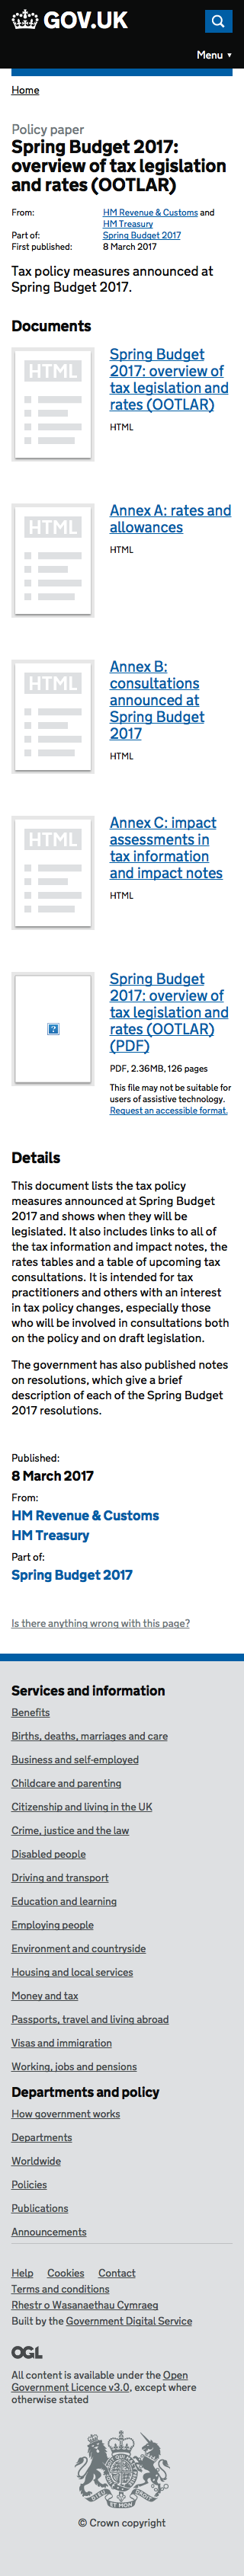 GOV.UK
Menu ▼
Home
Policy paper
Spring Budget 2017:
overview of tax legislation
and rates (OOTLAR)
From: HM Revenue & Customs and
HM Treasury
Part of: Spring Budget 2017
First published: 8 March 2017
Tax policy measures announced at
Spring Budget 2017.
Documents
HTML
Spring Budget
2017: overview of
tax legislation and
rates (OOTLAR)
HTML
HTML
Annex A: rates and
allowances
HTML
HTML
Annex B:
consultations
announced at
Spring Budget
2017
HTML
HTML
Annex C: impact
assessments in
tax information
and impact notes
HTML
?
Spring Budget
2017: overview of
tax legislation and
rates (OOTLAR)
(PDF)
PDF, 2.36MB, 126 pages
This file may not be suitable for
users of assistive technology.
Request an accessible format.
Details
This document lists the tax policy
measures announced at Spring Budget
2017 and shows when they will be
legislated. It also includes links to all of
the tax information and impact notes, the
rates tables and a table of upcoming tax
consultations. It is intended for tax
practitioners and others with an interest
in tax policy changes, especially those
who will be involved in consultations both
on the policy and on draft legislation.
The government has also published notes
on resolutions, which give a brief
description of each of the Spring Budget
2017 resolutions.
Published:
8 March 2017
From:
HM Revenue & Customs
HM Treasury
Part of:
Spring Budget 2017
Is there anything wrong with this page?
Services and information
Benefits
Births, deaths, marriages and care
Business and self-employed
Childcare and parenting
Citizenship and living in the UK
Crime, justice and the law
Disabled people
Driving and transport
Education and learning
Employing people
Environment and countryside
Housing and local services
Money and tax
Passports, travel and living abroad
Visas and immigration
Working, jobs and pensions
Departments and policy
How government works
Departments
Worldwide
Policies
Publications
Announcements
Help Cookies Contact
Terms and conditions
Rhestr o Wasanaethau Cymraeg
Built by the Government Digital Service
OGL
All content is available under the Open
Government Licence v3.0, except where
otherwise stated
© Crown copyright